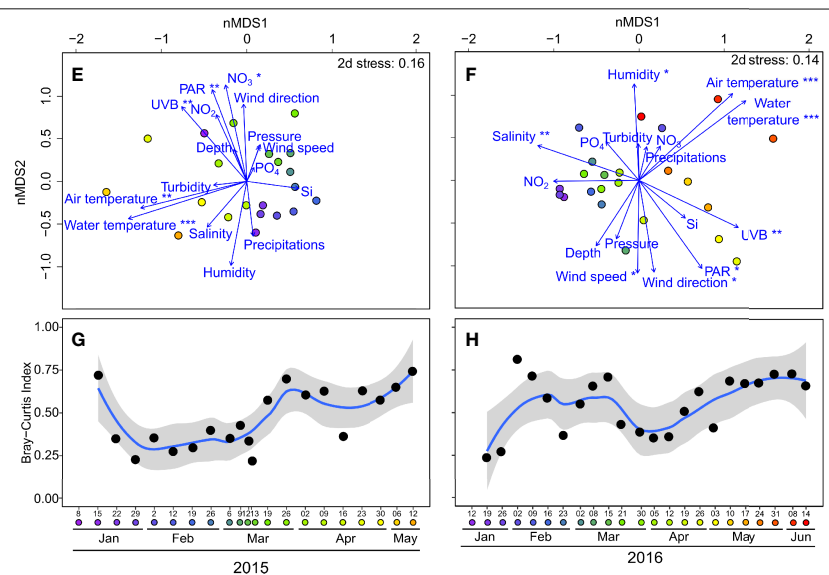 nMDS1
nMDS1
−2 −1 0 1 2
−2 −1 0 1 2
E
2d stress: 0.16
NO3 *
PAR **
UVB **
NO2
Wind direction
Pressure
Wind speed
Depth
PO4
Turbidity
Si
Air temperature **
Water temperature ***
Salinity
Precipitations
Humidity
nMDS2
1.0
0.5
0.0
−0.5
−1.0
F
2d stress: 0.14
Humidity *
Air temperature ***
Water
temperature ***
Salinity **
PO4
Turbidity
NO3
Precipitations
NO2
Si
UVB **
Depth
Pressure
Wind speed *
PAR *
Wind direction *
G
Bray−Curtis Index
1.00
0.75
0.50
0.25
0.00
8 15 22 29 2 12 19 26 6 9 12 13 19 26 02 09 16 23 30 06 12
Jan Feb Mar Apr May
2015
H
12 19 26 02 09 16 23 02 08 15 21 30 05 12 19 26 03 10 17 24 31 08 14
Jan Feb Mar Apr May Jun
2016